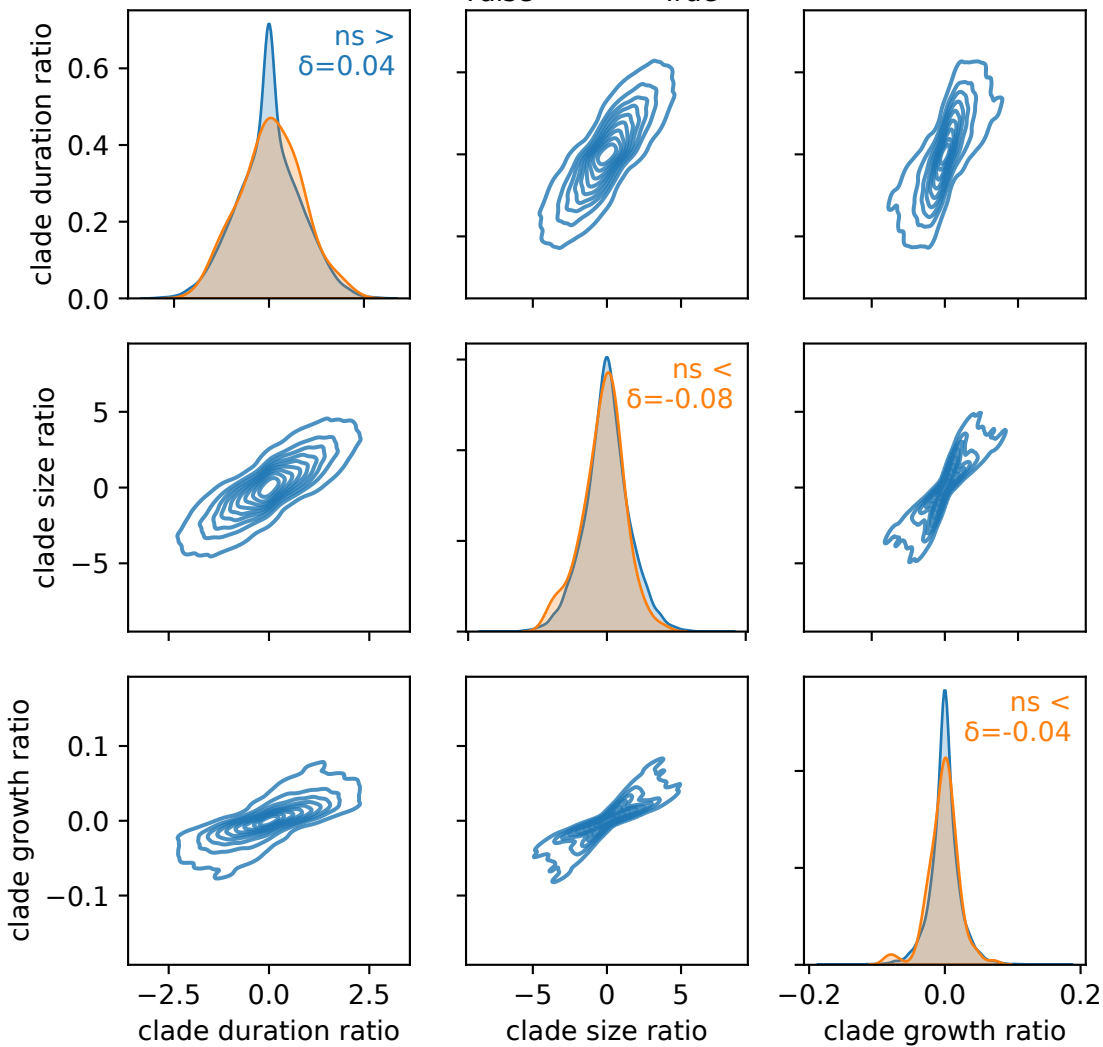 clade duration ratio
0.6
0.4
0.2
0.0
ns >
δ=0.04
clade size ratio
5
0
−5
ns <
δ=-0.08
clade growth ratio
0.1
0.0
−0.1
ns <
δ=-0.04
−2.5 0.0 2.5
−5 0 5
−0.2 0.0 0.2
clade duration ratio
clade size ratio
clade growth ratio